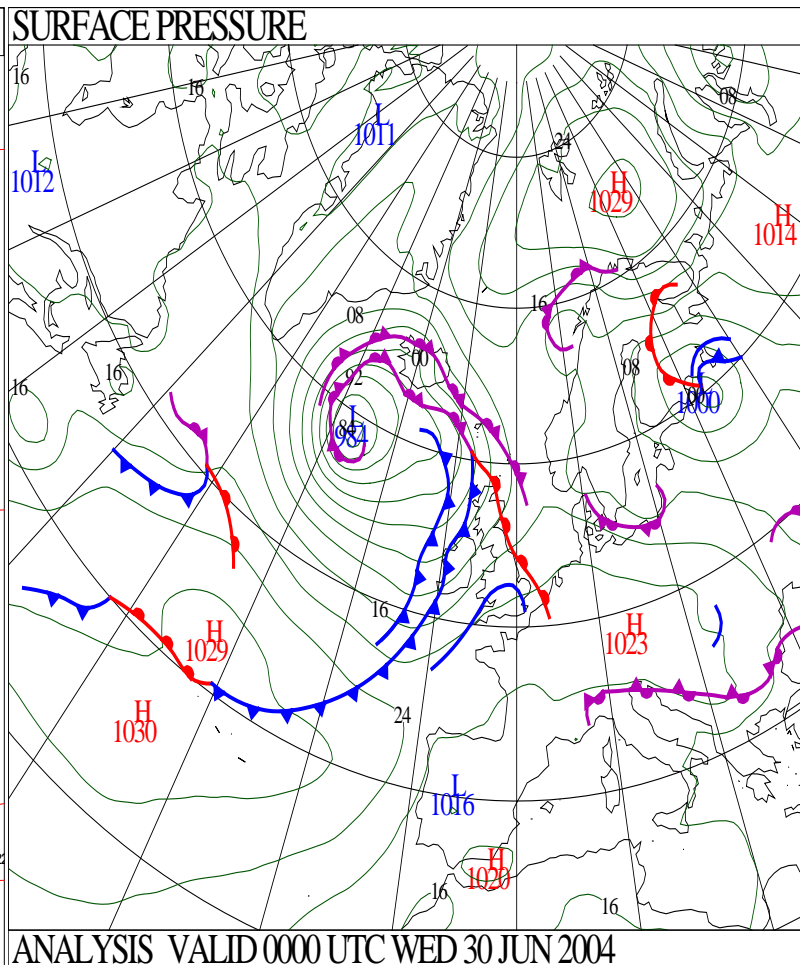 SURFACE PRESSURE
16
16
08
L
1011
24
L
1012
H
1029
H
1014
16
08
00
16
08
92
16
L
984
L
1000
16
H
1029
H
1023
H
1030
24
L
1016
H
1020
16
16
ANALYSIS VALID 0000 UTC WED 30 JUN 2004